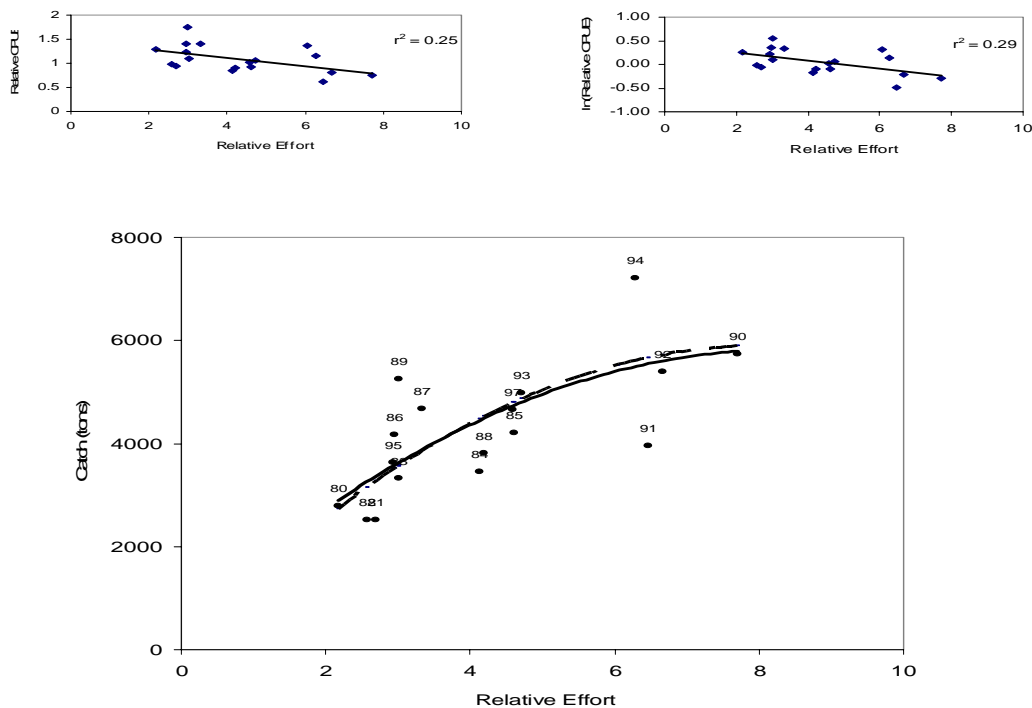 2
1.5
1
0.5
0
Relative CPUE
r² = 0.25
0 2 4 6 8 10
Relative Effort
1.00
0.50
0.00
-0.50
-1.00
ln(Relative CPUE)
r² = 0.29
0 2 4 6 8 10
Relative Effort
8000
6000
4000
2000
0
Catch (tons)
94
90
92
89
93
87
97
85
86
91
88
95
84
80
0 2 4 6 8 10
Relative Effort